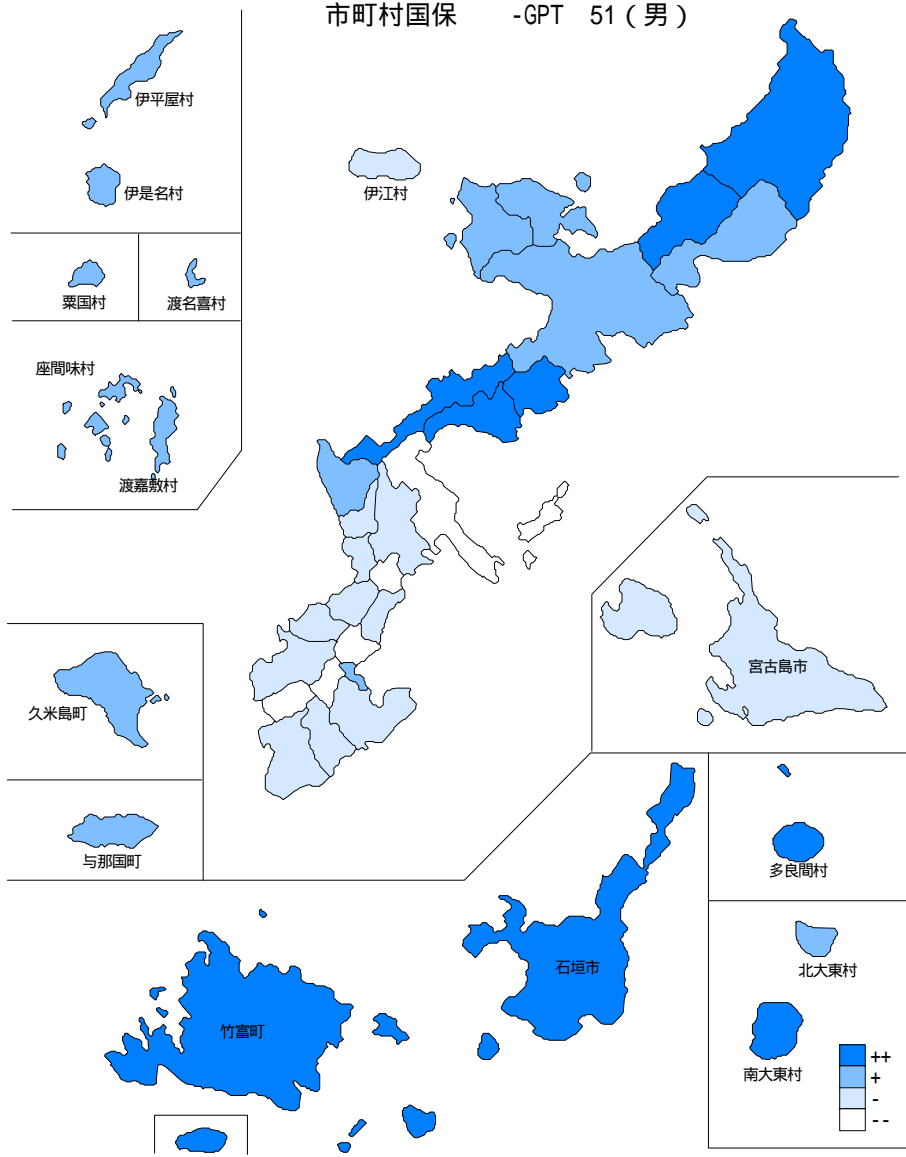 市町村国保　　-GPT　51（男）
伊平屋村
伊是名村
伊江村
粟国村
渡名喜村
座間味村
渡嘉敷村
久米島町
宮古島市
与那国町
多良間村
北大東村
石垣市
竹富町
南大東村
++
+
-
--